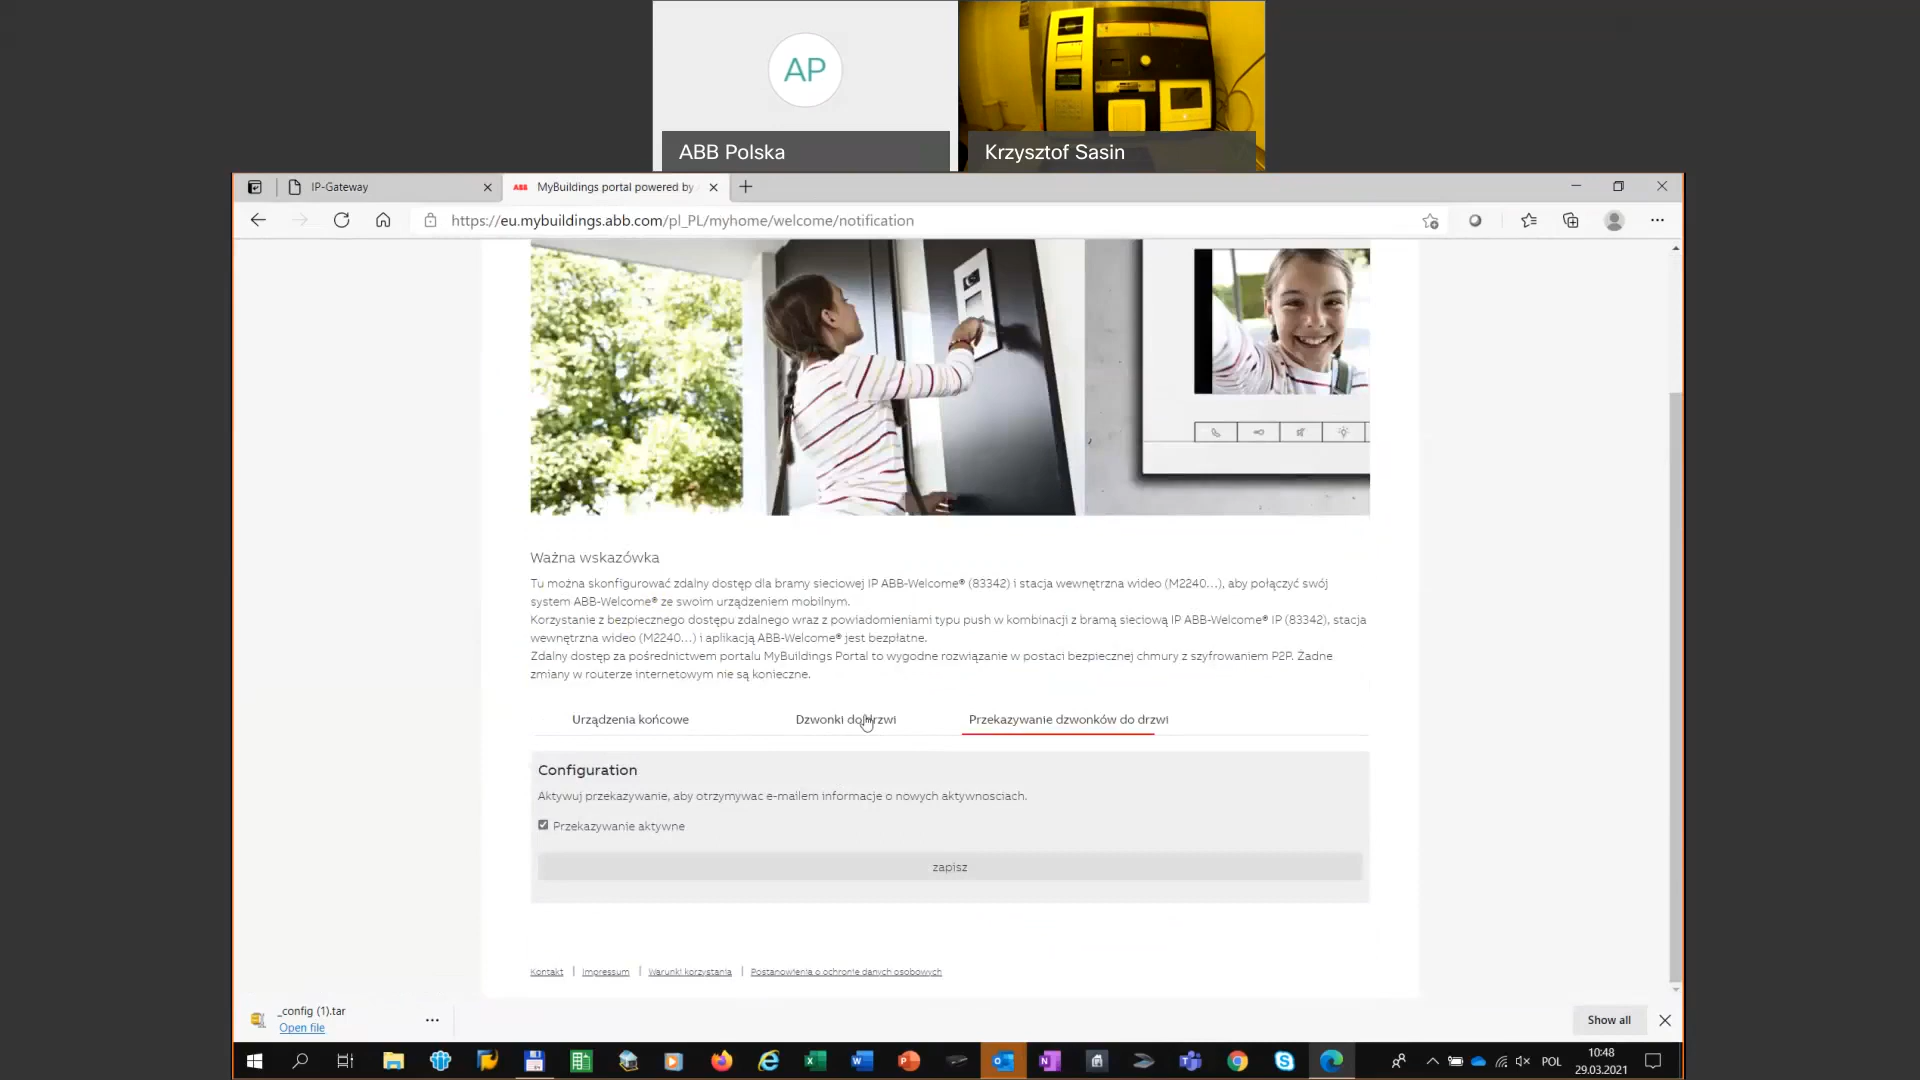 AP
ABB Polska
Krzysztof Sasin
IP-Gateway
ABB MyBuildings portal powered by
https://eu.mybuildings.abb.com/pl_PL/myhome/welcome/notification
Ważna wskazówka
Tu można skonfigurować zdalny dostęp dla bramy sieciowej IP ABB-Welcome® (83342) i stacja wewnętrzna wideo (M2240...), aby połączyć swój
system ABB-Welcome® ze swoim urządzeniem mobilnym.
Korzystanie z bezpiecznego dostępu zdalnego wraz z powiadomieniami typu push w kombinacji z bramą sieciową IP ABB-Welcome® IP (83342), stacja
wewnętrzna wideo (M2240...) i aplikacją ABB-Welcome® jest bezpłatne.
Zdalny dostęp za pośrednictwem portalu MyBuildings Portal to wygodne rozwiązanie w postaci bezpiecznej chmury z szyfrowaniem P2P. Żadne
zmiany w routerze internetowym nie są konieczne.
Urządzenia końcowe
Dzwonki do drzwi
Przekazywanie dzwonków do drzwi
Configuration
Aktywuj przekazywanie, aby otrzymywac e-mailem informacje o nowych aktywnosciach.
Przekazywanie aktywne
zapisz
Kontakt | Impressum | Warunki korzystania | Postanowienia o ochronie danych osobowych
_config (1).tar
Open file
Show all
POL
10:48
29.03.2021